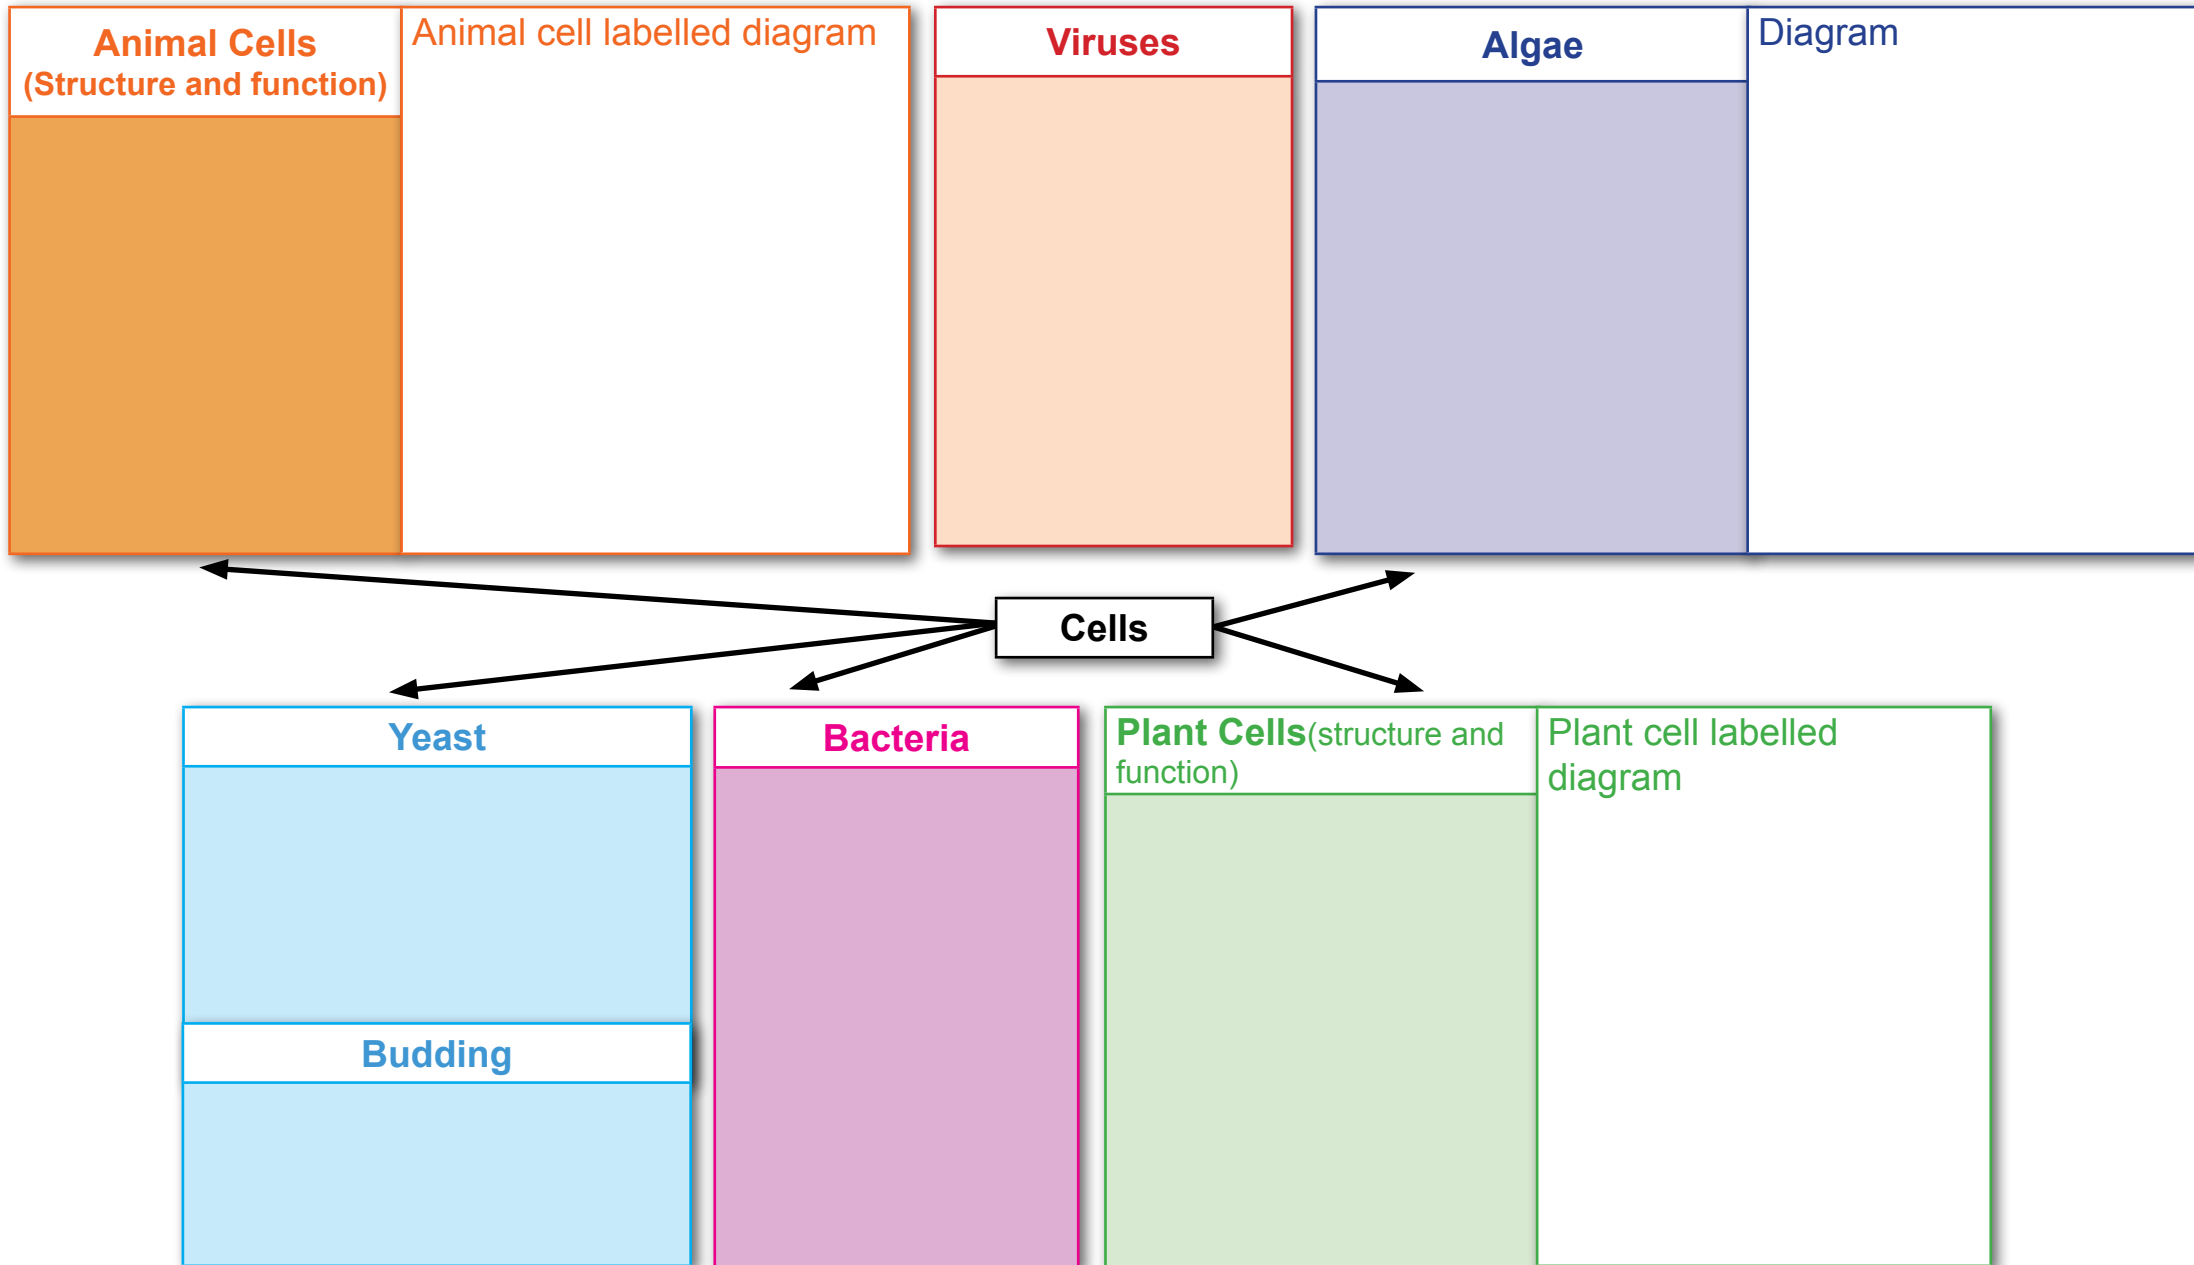 Animal Cells
(Structure and function)
Animal cell labelled diagram
Viruses
Algae
Diagram
Cells
Yeast
Budding
Bacteria
Plant Cells(structure and
function)
Plant cell labelled
diagram